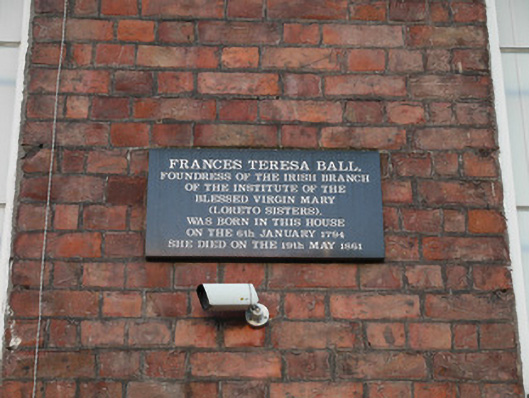 FRANCES TERESA BALL,
FOUNDRESS OF THE IRISH BRANCH
OF THE INSTITUTE OF THE
BLESSED VIRGIN MARY
(LORETO SISTERS),
WAS BORN IN THIS HOUSE
ON THE 6th JANUARY 1794
SHE DIED ON THE 19th MAY 1861